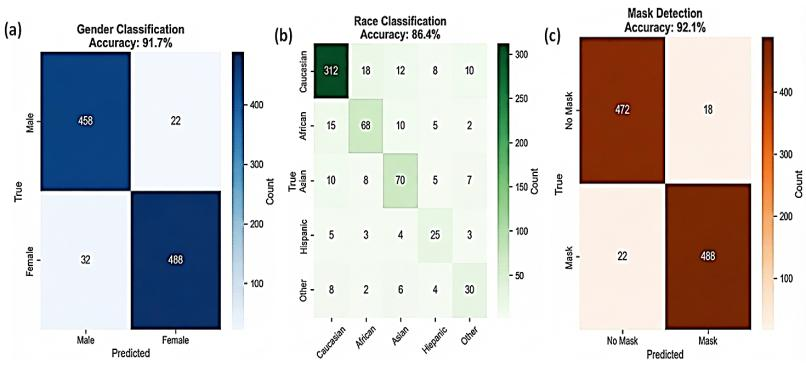 (a)
Gender Classification
Accuracy: 91.7%
True
Male
Female
458
22
32
488
Male
Female
Predicted
400
300
200
100
Count
(b)
Race Classification
Accuracy: 86.4%
True
Caucasian
African
Asian
Hispanic
Other
312 18 12 8 10
15 68 10 5 2
10 8 70 5 7
5 3 4 25 3
8 2 6 4 30
Caucasian
African
Asian
Hiepanic
Other
300
250
200
150
100
50
Count
(c)
Mask Detection
Accuracy: 92.1%
True
No Mask
Mask
472
18
22
488
No Mask
Mask
Predicted
400
300
200
100
Count